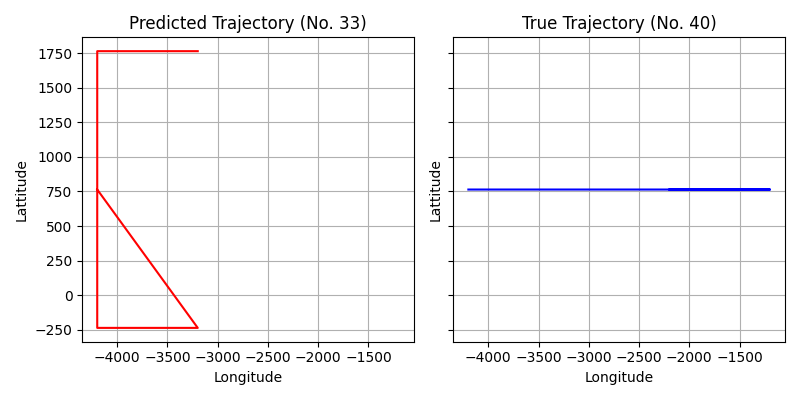 Predicted Trajectory (No. 33)
True Trajectory (No. 40)
1750
1500
1250
1000
750
500
250
0
−250
Lattitude
Lattitude
−4000 −3500 −3000 −2500 −2000 −1500
−4000 −3500 −3000 −2500 −2000 −1500
Longitude
Longitude